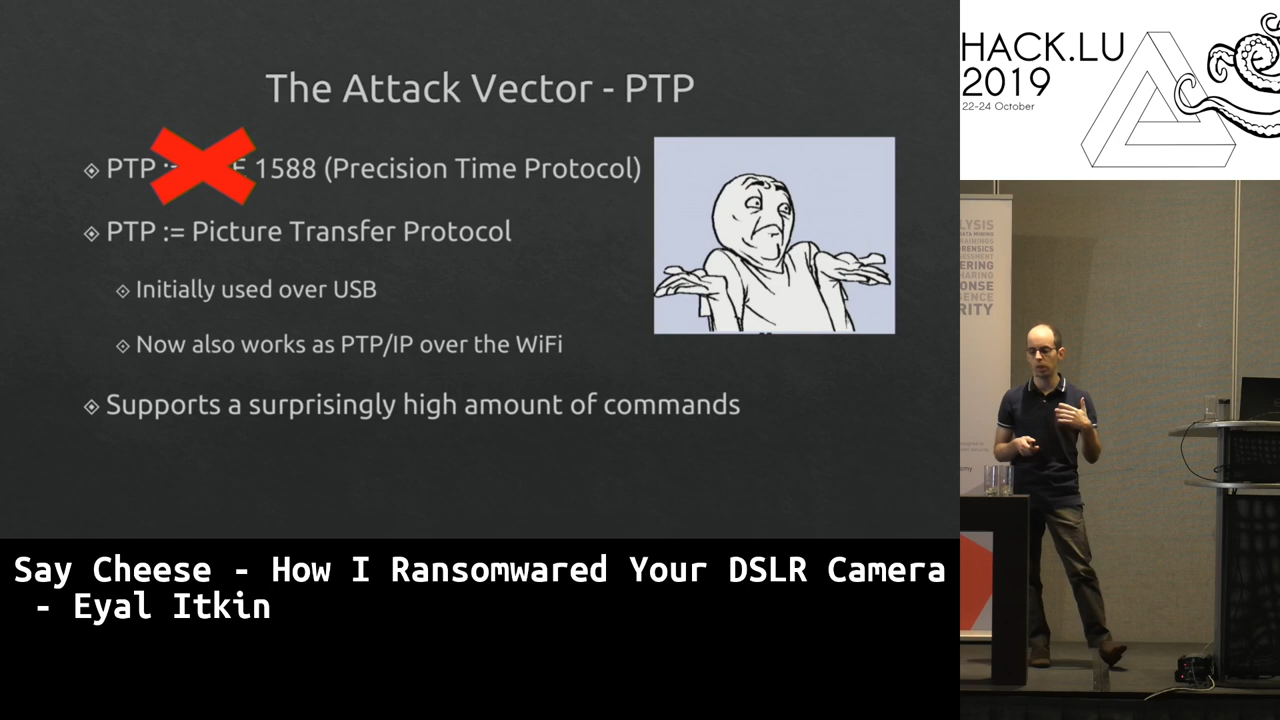 The Attack Vector - PTP
PTP 1588 (Precision Time Protocol)
PTP := Picture Transfer Protocol
Initially used over USB
Now also works as PTP/IP over the WiFi
Supports a surprisingly high amount of commands
Say Cheese - How I Ransomwared Your DSLR Camera
- Eyal Itkin
HACK.LU
2019
22-24 October